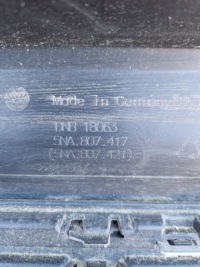 Made In Germany
DNB 18063
5NA.807.417
(5NA.807.421)